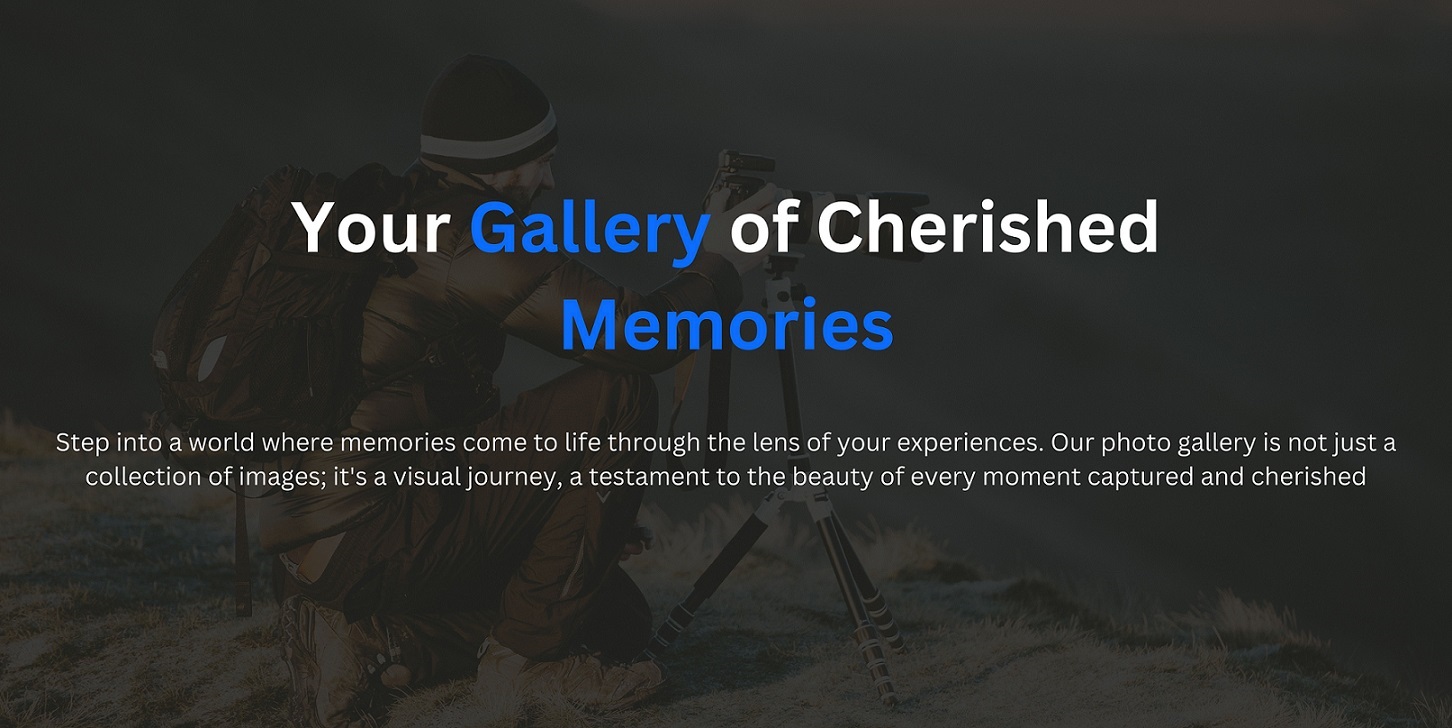 Your Gallery of Cherished
Memories
Step into a world where memories come to life through the lens of your experiences. Our photo gallery is not just a
collection of images; it's a visual journey, a testament to the beauty of every moment captured and cherished